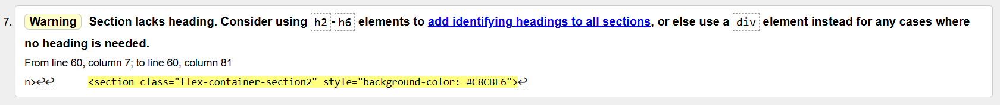 7. Warning Section lacks heading. Consider using h2-h6 elements to add identifying headings to all sections, or else use a div element instead for any cases where
no heading is needed.
From line 60, column 7; to line 60, column 81
n>↩↩ <section class="flex-container-section2" style="background-color: #C8CBE6">↩